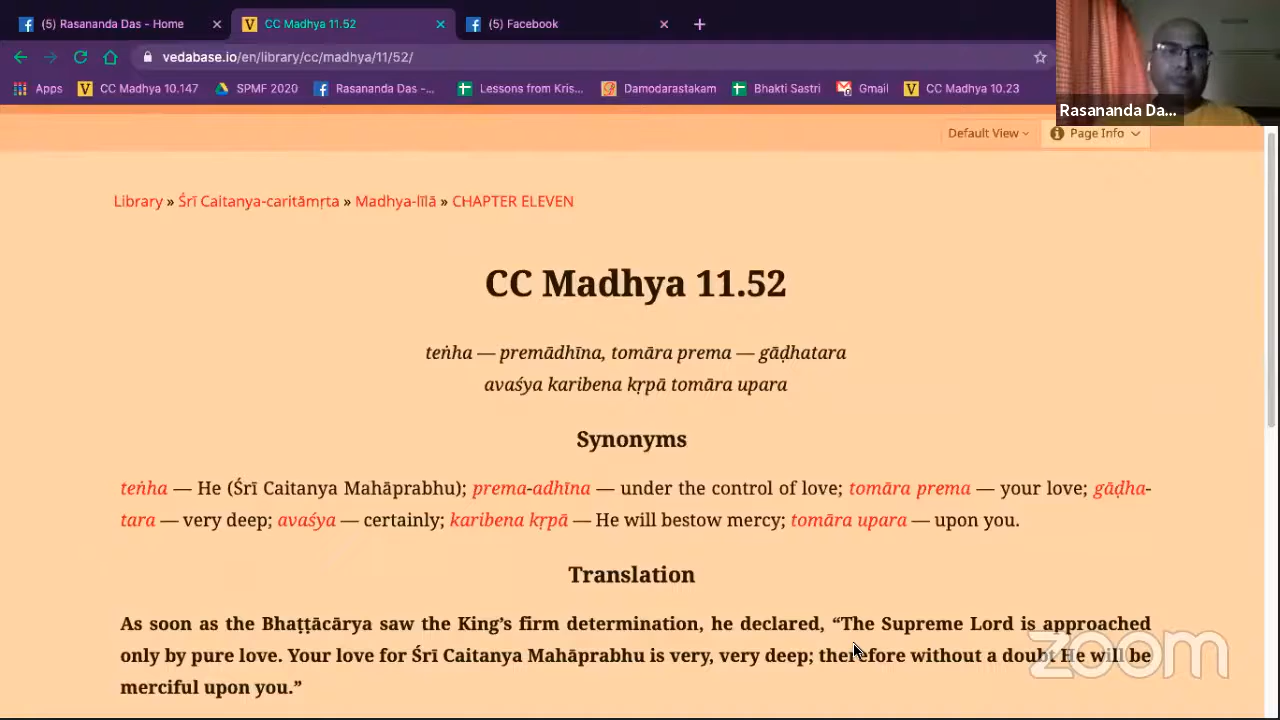 (5) Rasananda Das - Home
CC Madhya 11.52
(5) Facebook
vedabase.io/en/library/cc/madhya/11/52/
Apps
CC Madhya 10.147
SPMF 2020
Rasananda Das -...
Lessons from Kris...
Damodarastakam
Bhakti Sastri
Gmail
CC Madhya 10.23
Rasananda Da...
Default View
Page Info
Library » Śrī Caitanya-caritāmṛta » Madhya-līlā » CHAPTER ELEVEN
CC Madhya 11.52
teṅha — premādhīna, tomāra prema — gāḍhatara
avaśya karibena kṛpā tomāra upara
Synonyms
teṅha — He (Śrī Caitanya Mahāprabhu); prema-adhīna — under the control of love; tomāra prema — your love; gāḍha-
tara — very deep; avaśya — certainly; karibena kṛpā — He will bestow mercy; tomāra upara — upon you.
Translation
As soon as the Bhaṭṭācārya saw the King’s firm determination, he declared, “The Supreme Lord is approached
only by pure love. Your love for Śrī Caitanya Mahāprabhu is very, very deep; therefore without a doubt He will be
merciful upon you.”
zoom